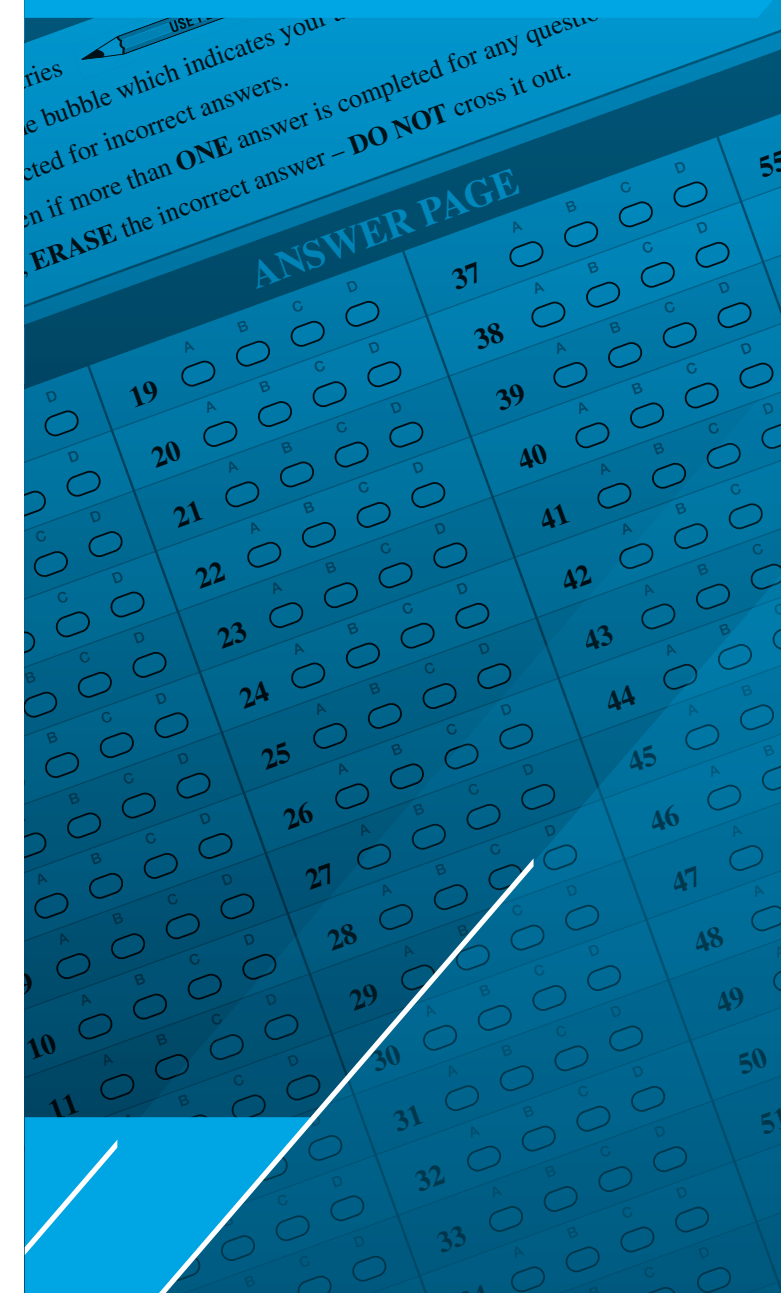 USE
ries
e bubble which indicates your
cted for incorrect answers.
en if more than ONE answer is completed for any
, ERASE the incorrect answer – DO NOT cross it out.
ANSWER PAGE
D
D
C D
C D
B C D
B C D
B C D
A B C D
A B C D
10 A B C D
11 A B C D
B C D
C D
C D
B C D
19 A B C D
20 A B C D
21 A B C D
22 A B C D
23 A B C D
24 A B C D
25 A B C D
26 A B C D
27 A B C D
28 A B C D
29 C D
30 B C D
31 A B C D
32 A B C D
33 A B C D
A B C D
37 A B C D
38 A B C D
39 A B C D
40 A B C D
41 A B C D
42 A B C
43 A B C
44 A B
45 A B
46 A B
47 A
48 A
49
50
51
55